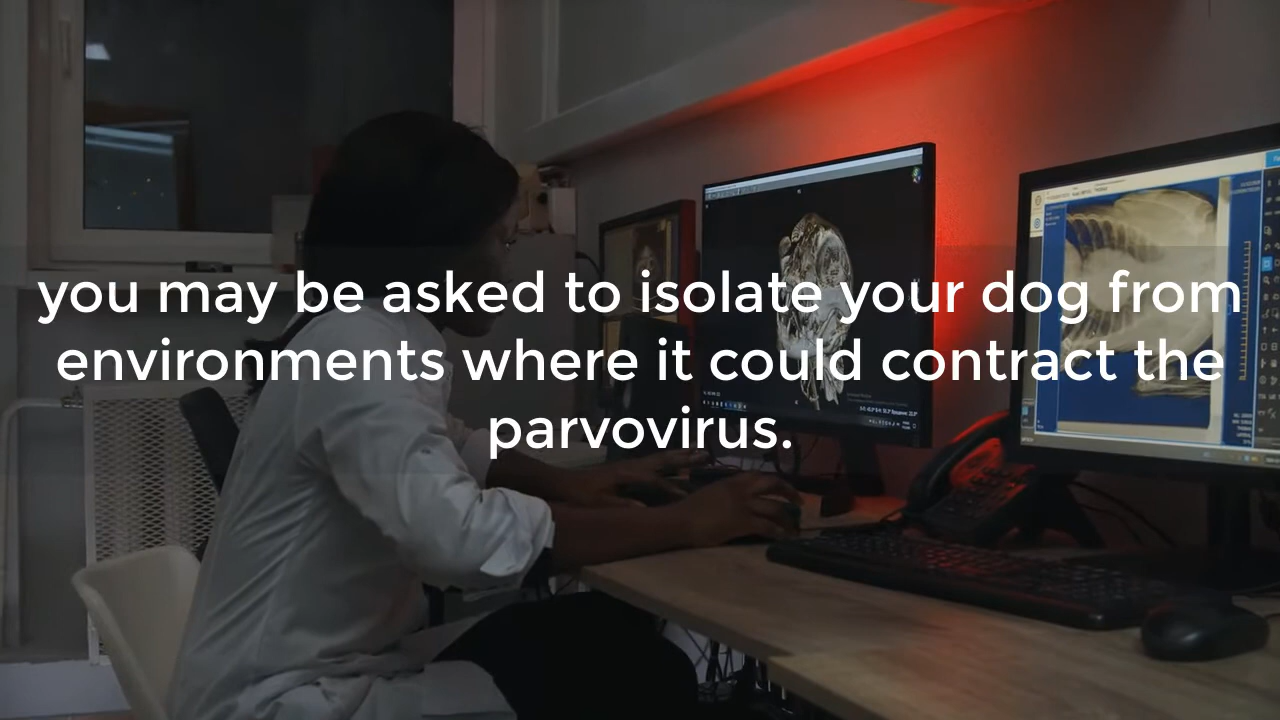 you may be asked to isolate your dog from
environments where it could contract the
parvovirus.